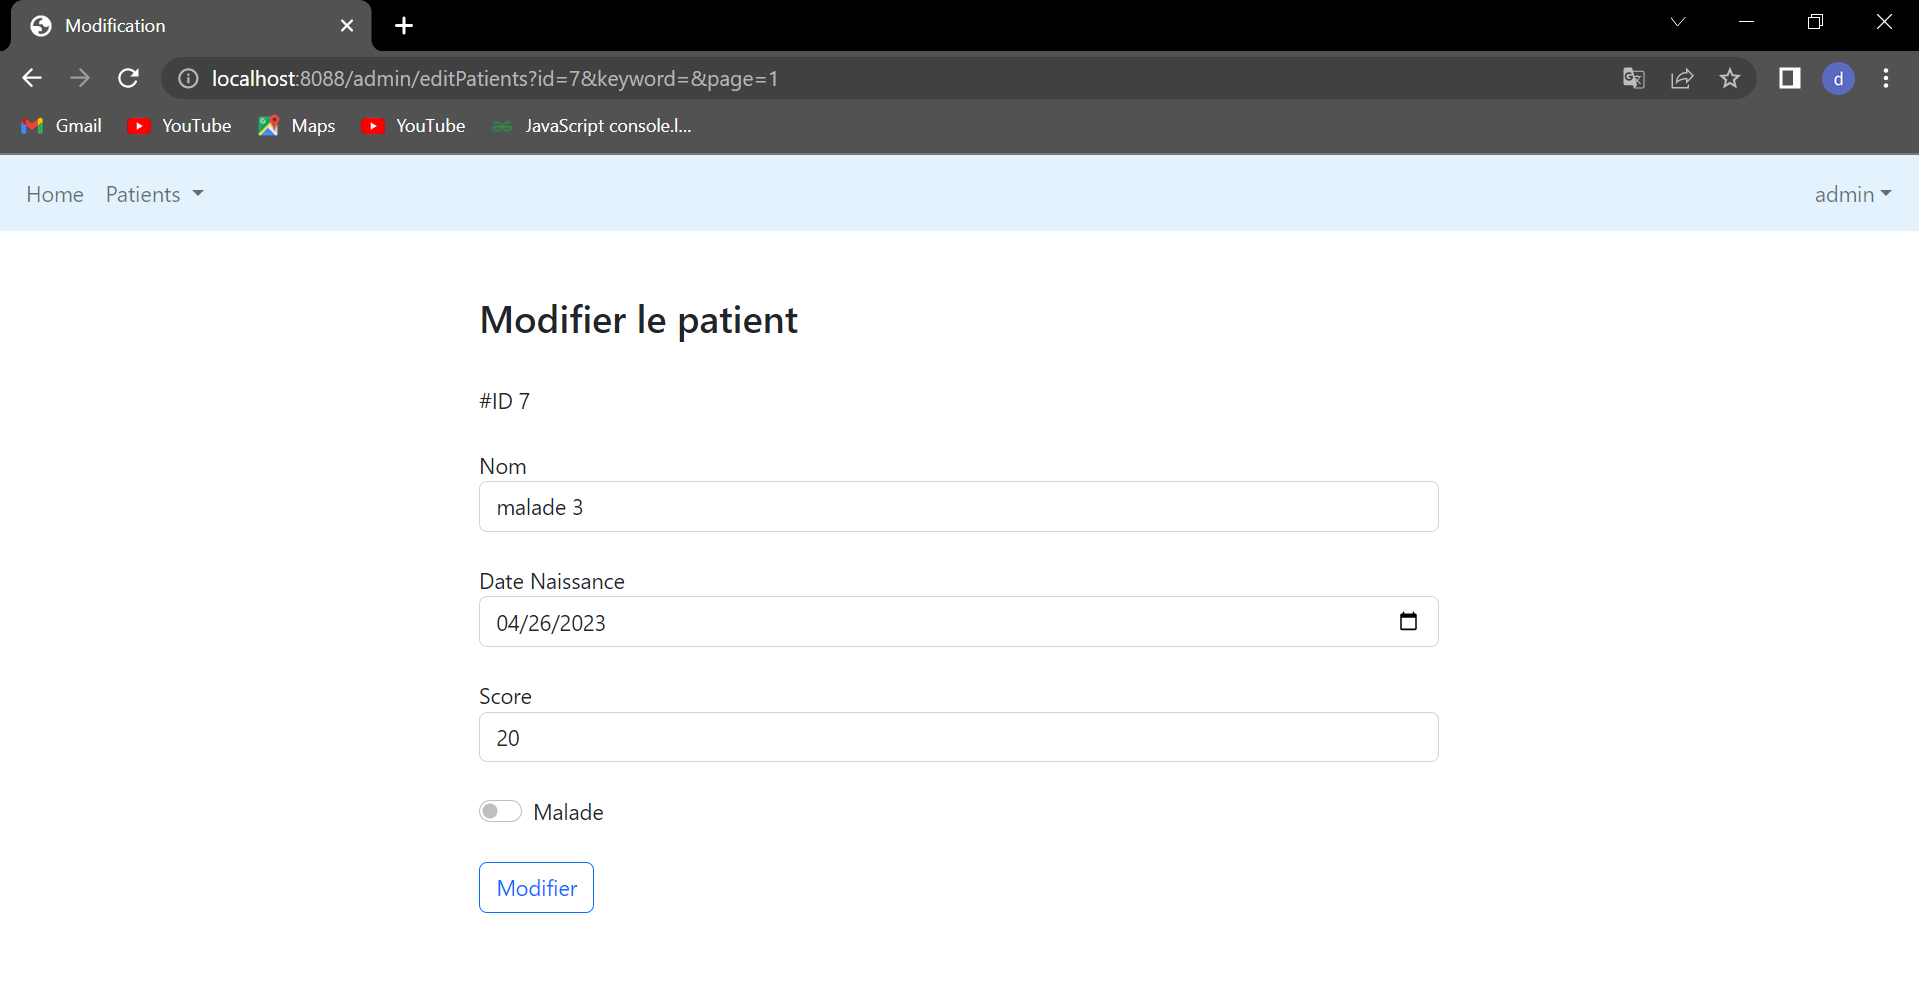 Modification
localhost:8088/admin/editPatients?id=7&keyword=&page=1
d
Gmail YouTube Maps YouTube JavaScript console.l...
Home Patients admin
Modifier le patient
#ID 7
Nom
malade 3
Date Naissance
04/26/2023
Score
20
Malade
Modifier